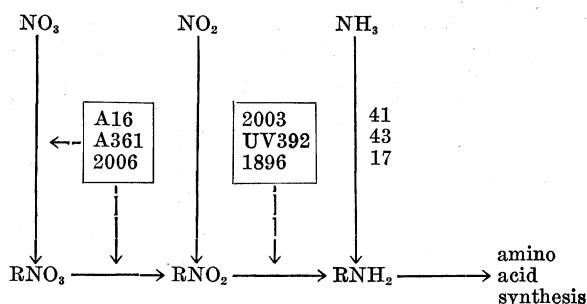 NO3 NO2 NH3
A16 2003 41
A361 UV392 43
2006 1896 17
RNO3 RNO2 RNH2 amino
acid
synthesis